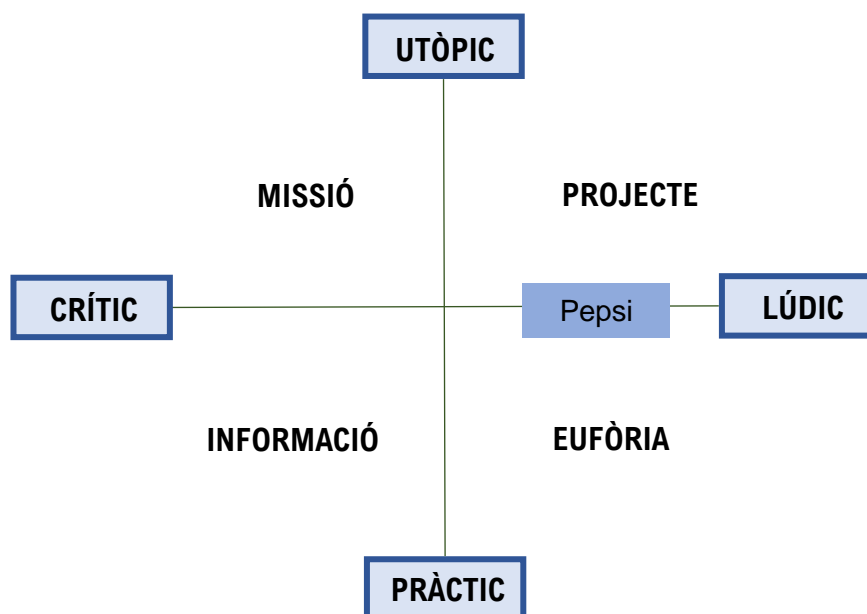 UTÒPIC
MISSIÓ
PROJECTE
CRÍTIC
Pepsi
LÚDIC
INFORMACIÓ
EUFÒRIA
PRÀCTIC